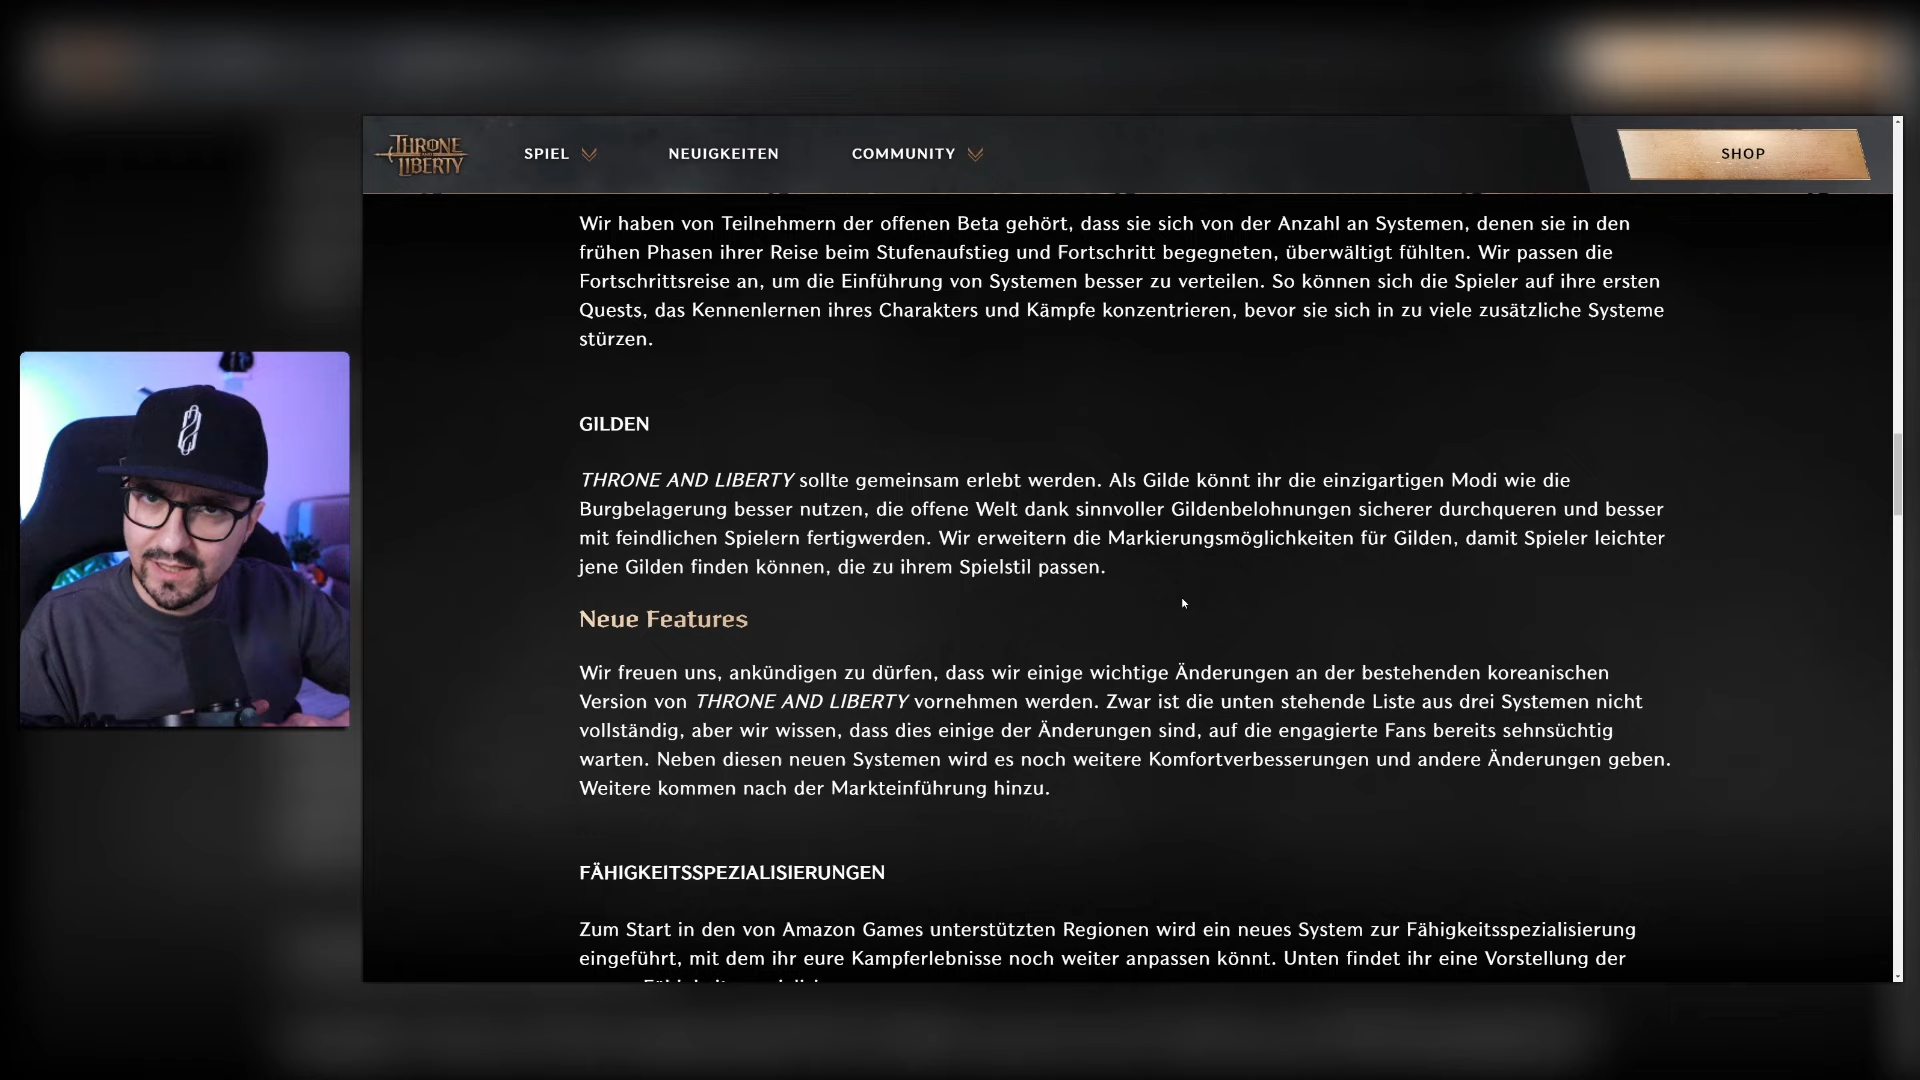 THRONE
AND
LIBERTY
SPIEL
NEUIGKEITEN
COMMUNITY
SHOP
Wir haben von Teilnehmern der offenen Beta gehört, dass sie sich von der Anzahl an Systemen, denen sie in den
frühen Phasen ihrer Reise beim Stufenaufstieg und Fortschritt begegneten, überwältigt fühlten. Wir passen die
Fortschrittsreise an, um die Einführung von Systemen besser zu verteilen. So können sich die Spieler auf ihre ersten
Quests, das Kennenlernen ihres Charakters und Kämpfe konzentrieren, bevor sie sich in zu viele zusätzliche Systeme
stürzen.
GILDEN
THRONE AND LIBERTY sollte gemeinsam erlebt werden. Als Gilde könnt ihr die einzigartigen Modi wie die
Burgbelagerung besser nutzen, die offene Welt dank sinnvoller Gildenbelohnungen sicherer durchqueren und besser
mit feindlichen Spielern fertigwerden. Wir erweitern die Markierungsmöglichkeiten für Gilden, damit Spieler leichter
jene Gilden finden können, die zu ihrem Spielstil passen.
Neue Features
Wir freuen uns, ankündigen zu dürfen, dass wir einige wichtige Änderungen an der bestehenden koreanischen
Version von THRONE AND LIBERTY vornehmen werden. Zwar ist die unten stehende Liste aus drei Systemen nicht
vollständig, aber wir wissen, dass dies einige der Änderungen sind, auf die engagierte Fans bereits sehnsüchtig
warten. Neben diesen neuen Systemen wird es noch weitere Komfortverbesserungen und andere Änderungen geben.
Weitere kommen nach der Markteinführung hinzu.
FÄHIGKEITSSPEZIALISIERUNGEN
Zum Start in den von Amazon Games unterstützten Regionen wird ein neues System zur Fähigkeitsspezialisierung
eingeführt, mit dem ihr eure Kampferlebnisse noch weiter anpassen könnt. Unten findet ihr eine Vorstellung der